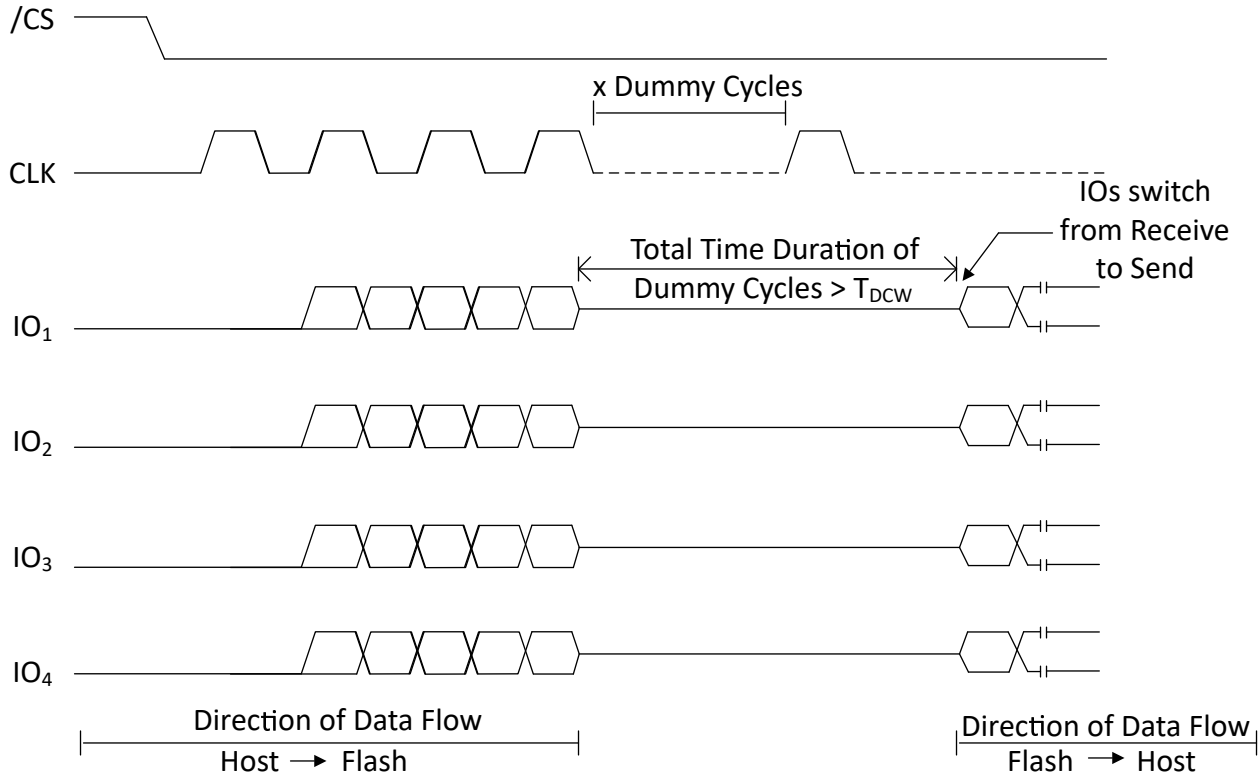 /CS
x Dummy Cycles
CLK
IOs switch
from Receive
to Send
Total Time Duration of
Dummy Cycles > T_DCW
IO₁
IO₂
IO₃
IO₄
Direction of Data Flow
Host → Flash
Direction of Data Flow
Flash → Host